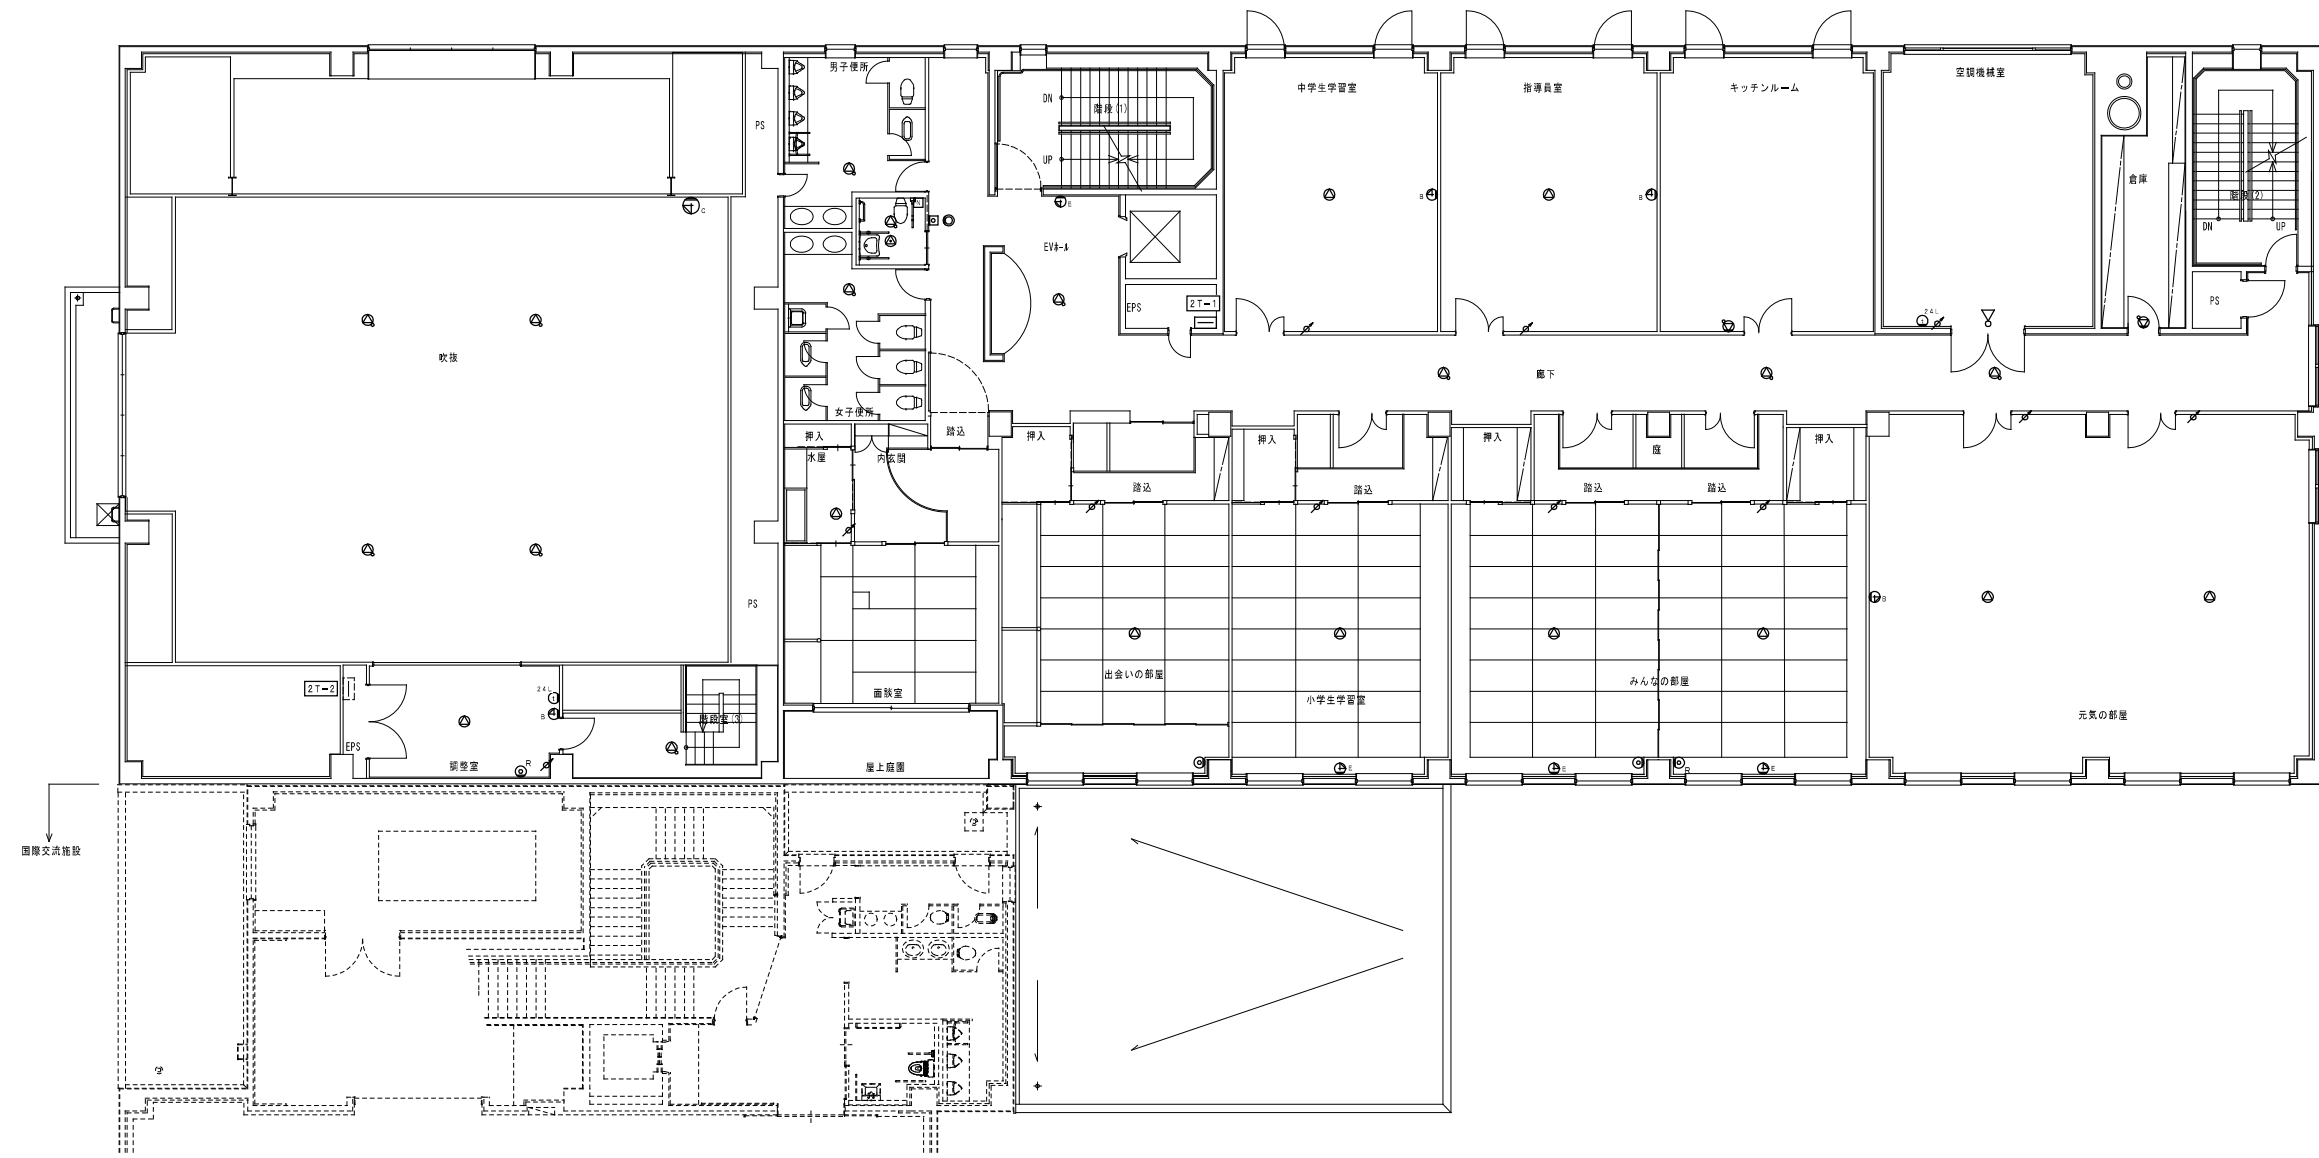 男子便所
中学生学習室
指導員室
キッチンルーム
空調機械室
DN
階段(1)
UP
PS
倉庫
階段(2)
DN
UP
C
E
B
B
EVホール
EPS
2T-1
24L
PS
吹抜
廊下
女子便所
押入
踏込
水屋
内玄関
押入
踏込
押入
踏込
押入
踏込
庭
踏込
押入
PS
B
出会いの部屋
小学生学習室
みんなの部屋
元気の部屋
2T-2
24L
B
面談室
階段室(3)
EPS
調整室
R
屋上庭園
E
E
R
E
国際交流施設